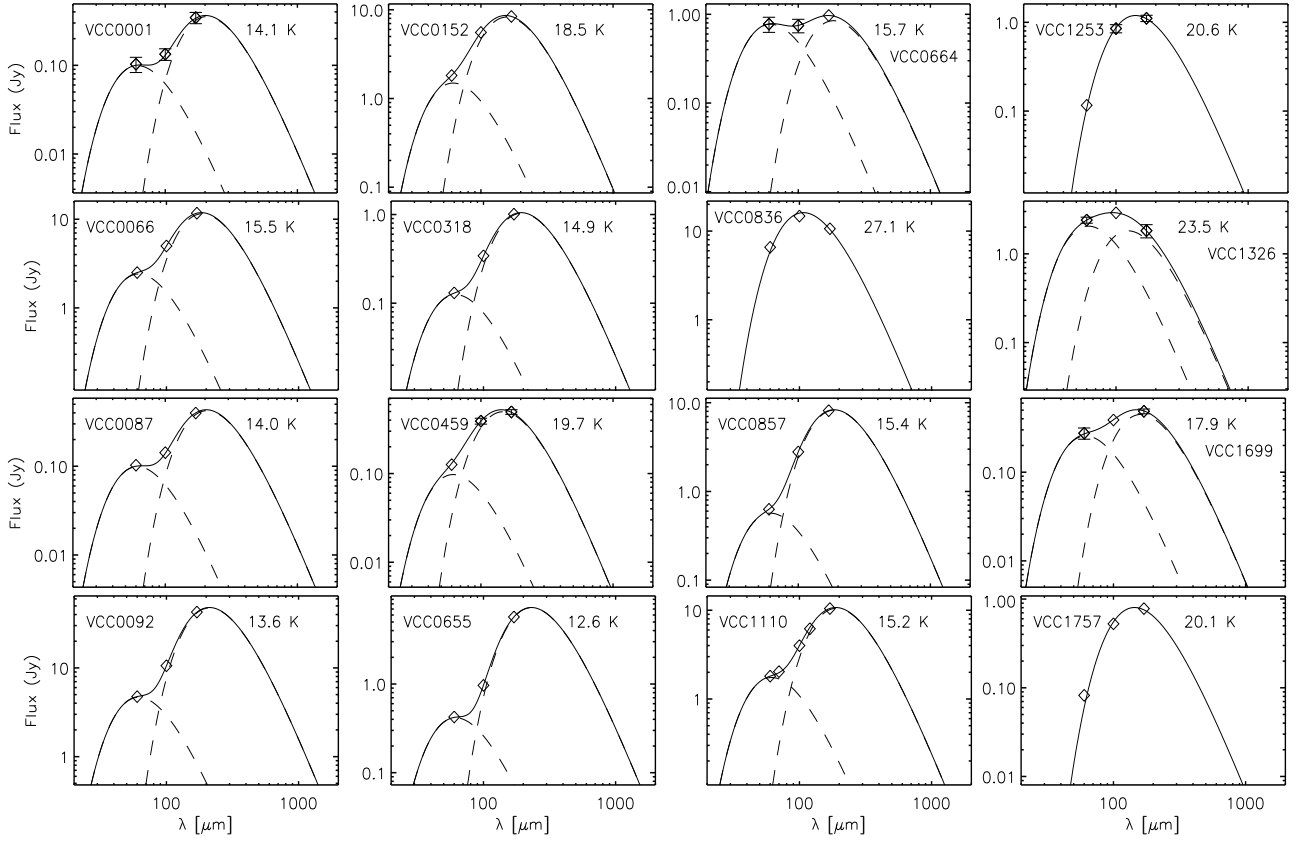 VCC0001 14.1 K
VCC0152 18.5 K
15.7 K
VCC0664
VCC1253 20.6 K
Flux (Jy)
0.10
0.01
10.0
1.0
0.1
1.00
0.10
0.01
1.0
0.1
VCC0066 15.5 K
VCC0318 14.9 K
VCC0836 27.1 K
23.5 K
VCC1326
Flux (Jy)
10
1
1.0
0.1
10
1
1.0
0.1
VCC0087 14.0 K
VCC0459 19.7 K
VCC0857 15.4 K
17.9 K
VCC1699
Flux (Jy)
0.10
0.01
0.10
0.01
10.0
1.0
0.1
0.10
0.01
VCC0092 13.6 K
VCC0655 12.6 K
VCC1110 15.2 K
VCC1757 20.1 K
Flux (Jy)
10
1
1.0
0.1
10
1
1.00
0.10
0.01
100 1000
100 1000
100 1000
100 1000
λ [μm]
λ [μm]
λ [μm]
λ [μm]